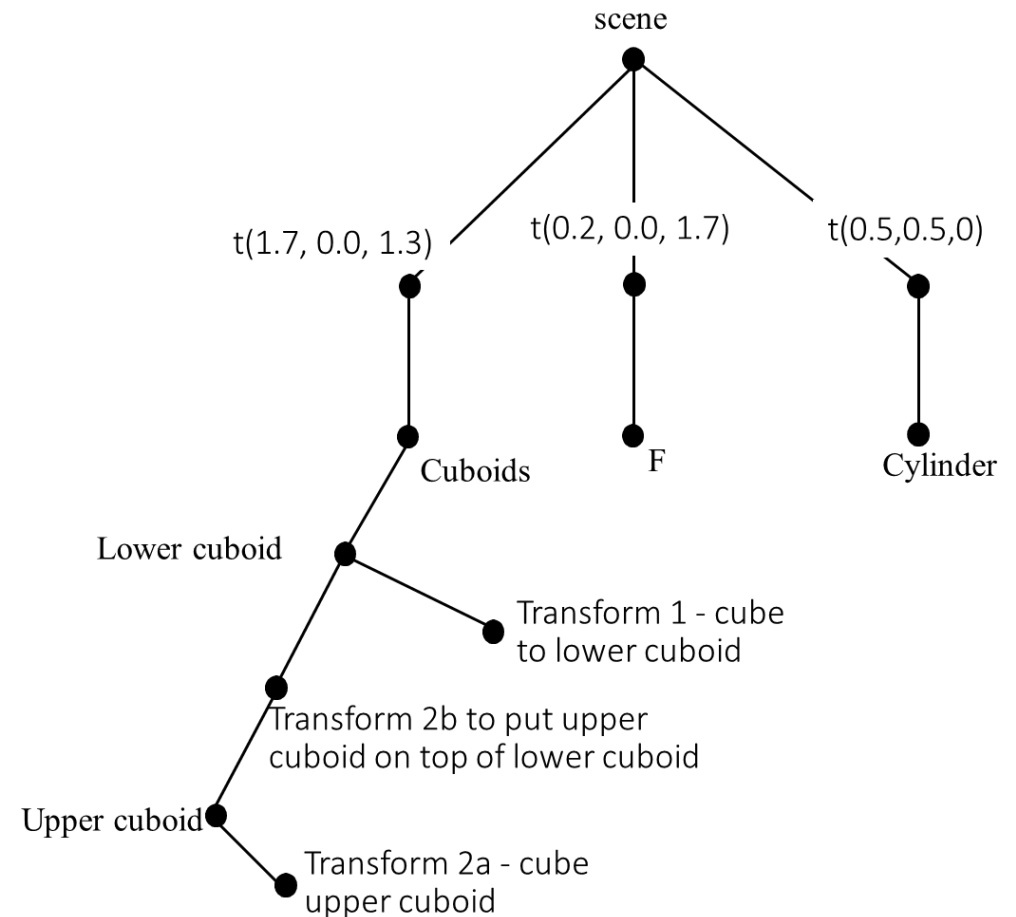 scene
t(1.7, 0.0, 1.3)
t(0.2, 0.0, 1.7)
t(0.5,0.5,0)
Cuboids
F
Cylinder
Lower cuboid
Transform 1 - cube
to lower cuboid
Transform 2b to put upper
cuboid on top of lower cuboid
Upper cuboid
Transform 2a - cube
upper cuboid